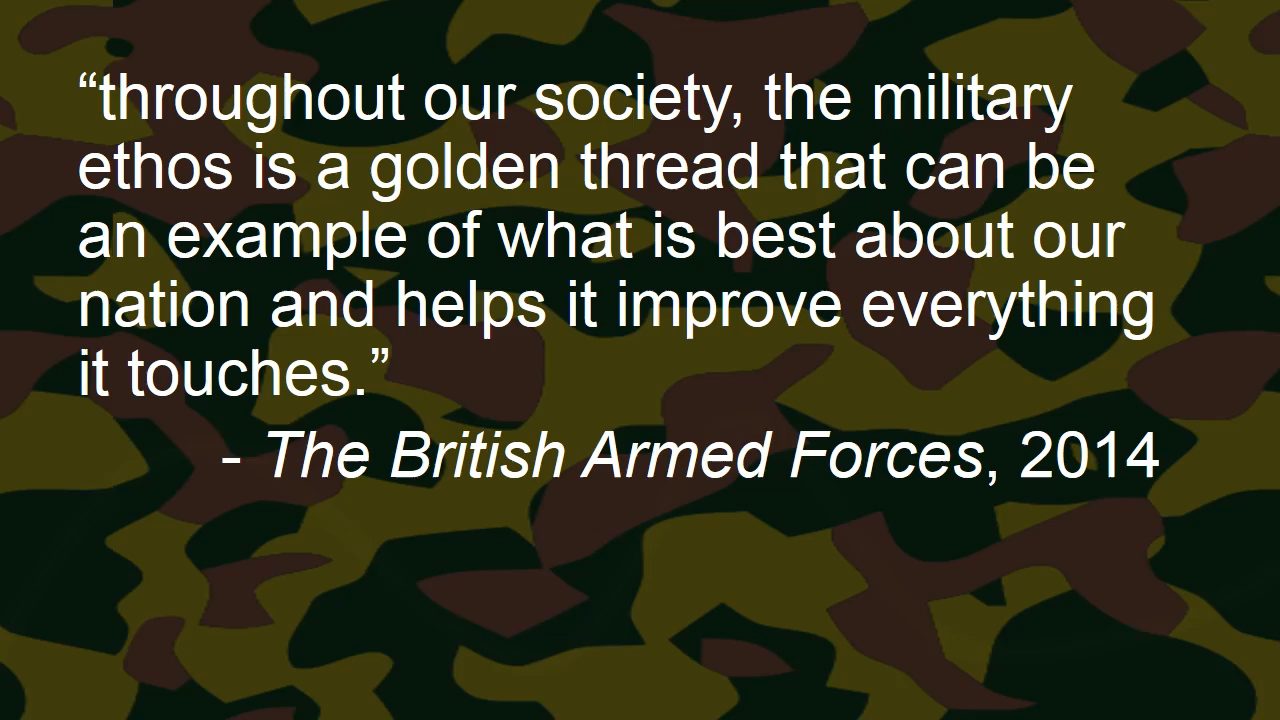 “throughout our society, the military
ethos is a golden thread that can be
an example of what is best about our
nation and helps it improve everything
it touches.”
- The British Armed Forces, 2014